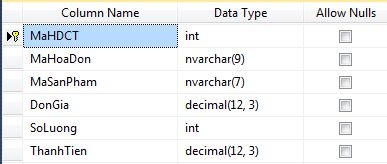 Column Name Data Type Allow Nulls
MaHDCT int
MaHoaDon nvarchar(9)
MaSanPham nvarchar(7)
DonGia decimal(12, 3)
SoLuong int
ThanhTien decimal(12, 3)